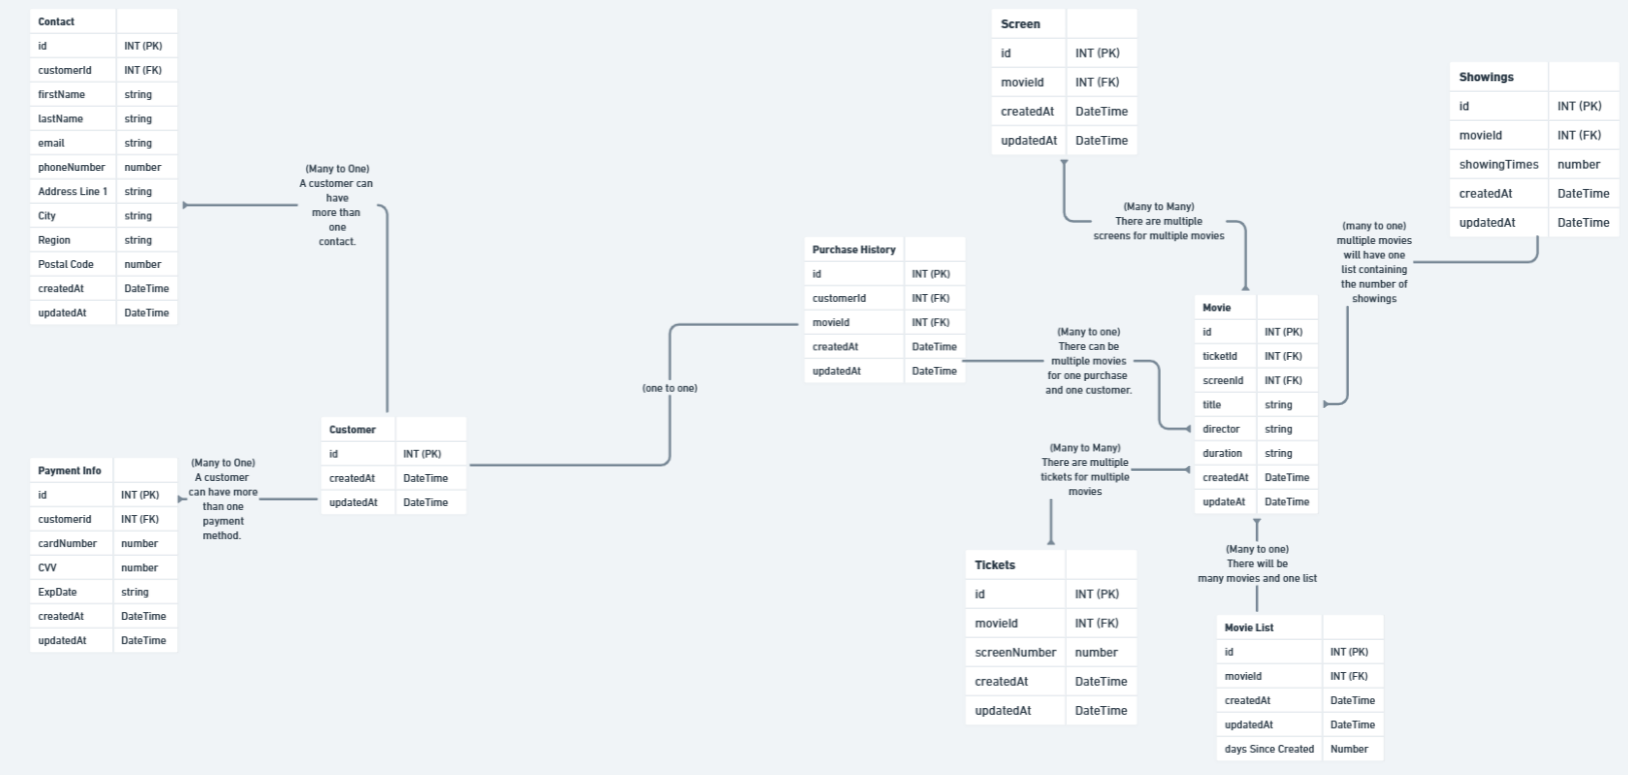 Contact
id INT (PK)
customerId INT (FK)
firstName string
lastName string
email string
phoneNumber number
Address Line 1 string
City string
Region string
Postal Code number
createdAt DateTime
updatedAt DateTime
(Many to One)
A customer can
have
more than
one
contact.
Payment Info
id INT (PK)
customerid INT (FK)
cardNumber number
CVV number
ExpDate string
createdAt DateTime
updatedAt DateTime
(Many to One)
A customer
can have more
than one
payment
method.
Customer
id INT (PK)
createdAt DateTime
updatedAt DateTime
(one to one)
Purchase History
id INT (PK)
customerId INT (FK)
movieId INT (FK)
createdAt DateTime
updatedAt DateTime
Screen
id INT (PK)
movieId INT (FK)
createdAt DateTime
updatedAt DateTime
(Many to Many)
There are multiple
screens for multiple movies
(Many to one)
There can be
multiple movies
for one purchase
and one customer.
(Many to Many)
There are multiple
tickets for multiple
movies
Tickets
id INT (PK)
movieId INT (FK)
screenNumber number
createdAt DateTime
updatedAt DateTime
Movie
id INT (PK)
ticketId INT (FK)
screenId INT (FK)
title string
director string
duration string
createdAt DateTime
updateAt DateTime
(many to one)
multiple movies
will have one
list containing
the number of
showings
Showings
id INT (PK)
movieId INT (FK)
showingTimes number
createdAt DateTime
updatedAt DateTime
(Many to one)
There will be
many movies and one list
Movie List
id INT (PK)
movieId INT (FK)
createdAt DateTime
updatedAt DateTime
days Since Created Number